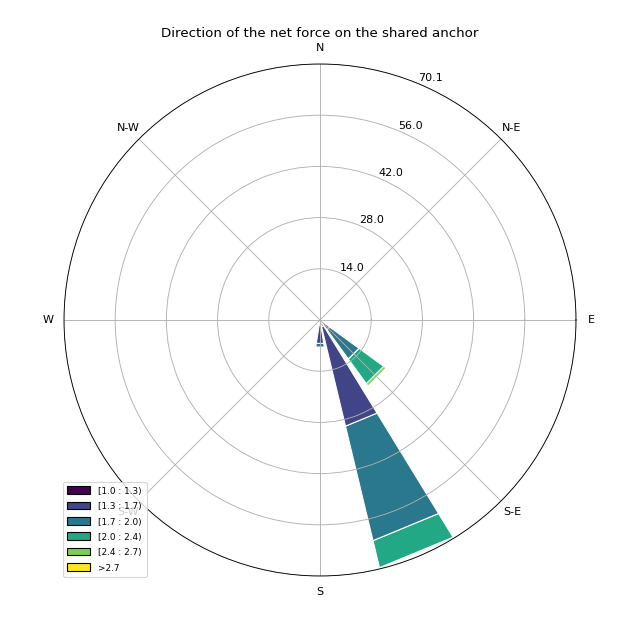 Direction of the net force on the shared anchor
N
70.1
N-W
56.0
N-E
42.0
28.0
14.0
W
E
[1.0 : 1.3)
[1.3 : 1.7)
S-W
[1.7 : 2.0)
S-E
[2.0 : 2.4)
[2.4 : 2.7)
>2.7
S